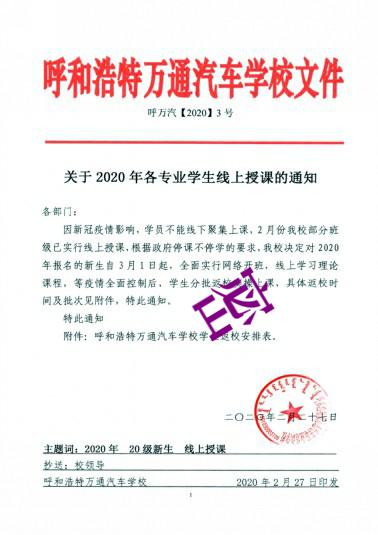 呼和浩特万通汽车学校文件
呼万汽【2020】3 号
关于 2020 年各专业学生线上授课的通知
各部门:
因新冠疫情影响,学员不能线下聚集上课,2 月份我校部分班
级已实行线上授课,根据政府停课不停学的要求,我校决定对 2020
年报名的新生自 3 月 1 日起,全面实行网络开班,线上学习理论
课程,等疫情全面控制后,学生分批返校 上课,具体返校时
间及批次见附件,特此通知。
特此通知
附件:呼和浩特万通汽车学校学 返校安排表。
二〇二〇年二月二十七日
主题词:2020 年 20 级新生 线上授课
抄送:校领导
呼和浩特万通汽车学校 2020 年 2 月 27 日印发
1